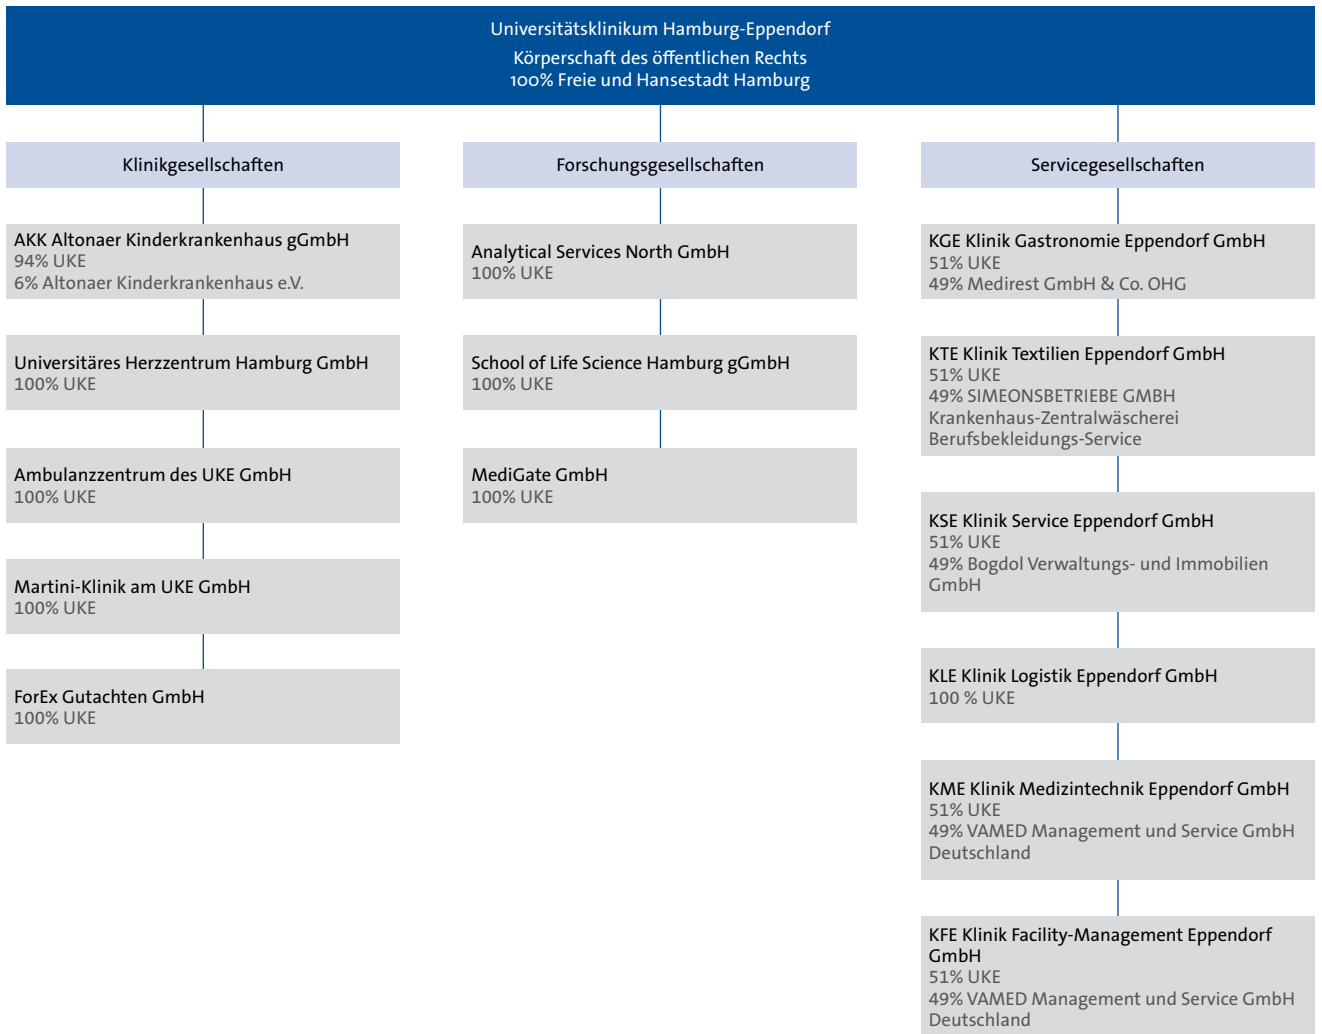 Universitätsklinikum Hamburg-Eppendorf
Körperschaft des öffentlichen Rechts
100% Freie und Hansestadt Hamburg
Klinikgesellschaften
AKK Altonaer Kinderkrankenhaus gGmbH
94% UKE
6% Altonaer Kinderkrankenhaus e.V.
Universitäres Herzzentrum Hamburg GmbH
100% UKE
Ambulanzzentrum des UKE GmbH
100% UKE
Martini-Klinik am UKE GmbH
100% UKE
ForEx Gutachten GmbH
100% UKE
Forschungsgesellschaften
Analytical Services North GmbH
100% UKE
School of Life Science Hamburg gGmbH
100% UKE
MediGate GmbH
100% UKE
Servicegesellschaften
KGE Klinik Gastronomie Eppendorf GmbH
51% UKE
49% Medirest GmbH & Co. OHG
KTE Klinik Textilien Eppendorf GmbH
51% UKE
49% SIMEONSBETRIEBE GMBH
Krankenhaus-Zentralwäscherei
Berufsbekleidungs-Service
KSE Klinik Service Eppendorf GmbH
51% UKE
49% Bogdol Verwaltungs- und Immobilien
GmbH
KLE Klinik Logistik Eppendorf GmbH
100 % UKE
KME Klinik Medizintechnik Eppendorf GmbH
51% UKE
49% VAMED Management und Service GmbH
Deutschland
KFE Klinik Facility-Management Eppendorf
GmbH
51% UKE
49% VAMED Management und Service GmbH
Deutschland